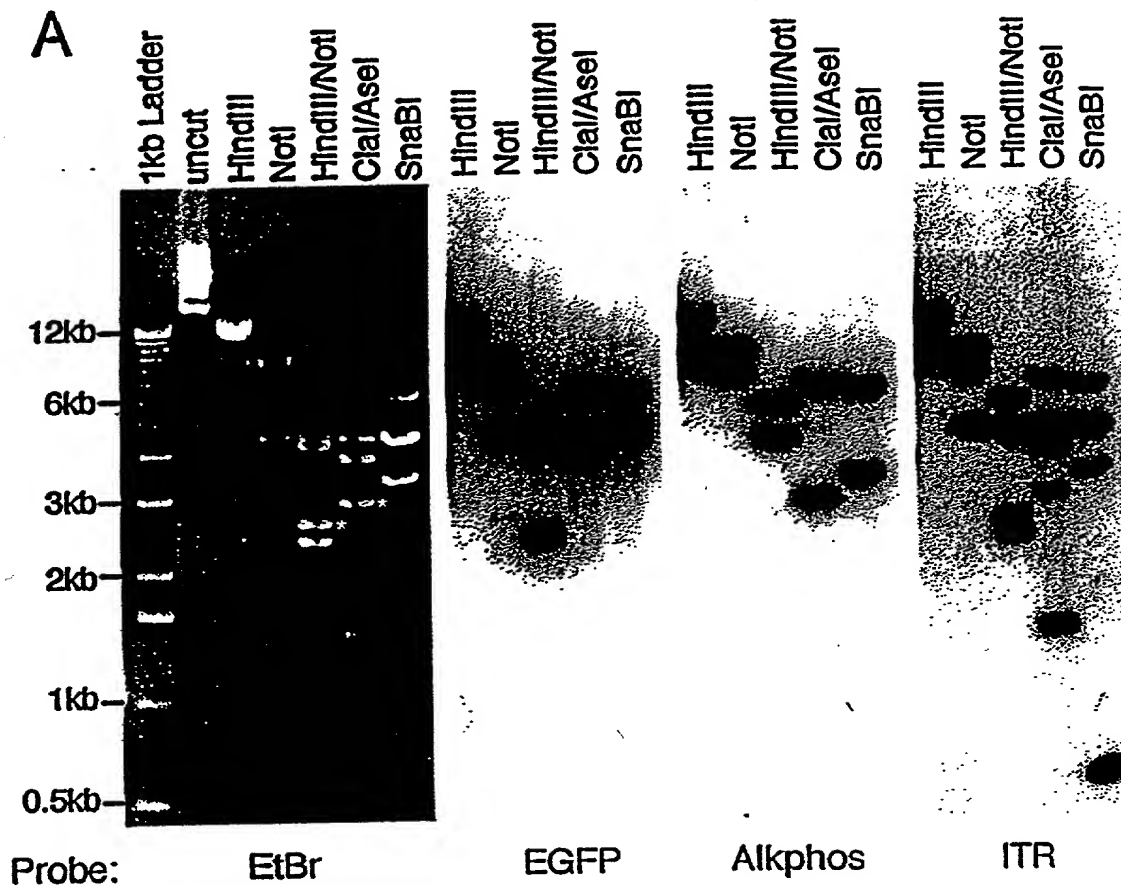 A
1kb Ladder
uncut
HindIII
NotI
HindIII/NotI
ClaI/AseI
SnaBI
HindIII
NotI
HindIII/NotI
ClaI/AseI
SnaBI
HindIII
NotI
HindIII/NotI
ClaI/AseI
SnaBI
HindIII
NotI
HindIII/NotI
ClaI/AseI
SnaBI
12kb
6kb
3kb
2kb
1kb
0.5kb
* *
Probe: EtBr EGFP Alkphos ITR